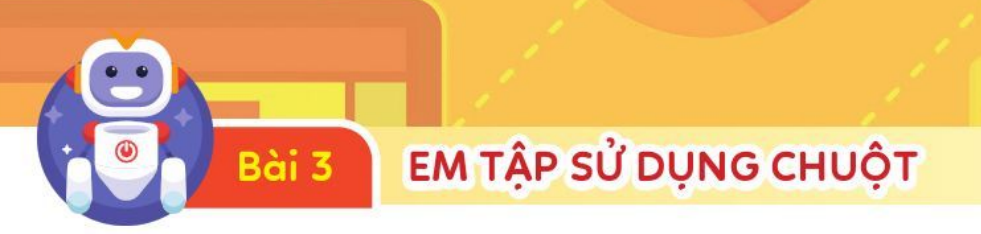 Bài 3
EM TẬP SỬ DỤNG CHUỘT